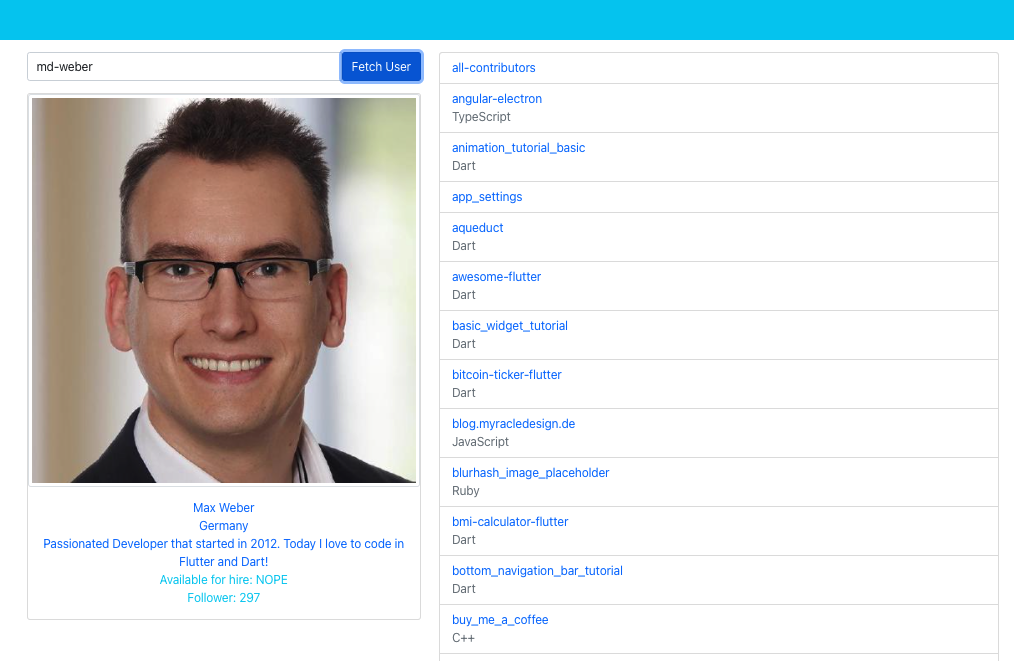 md-weber
Fetch User
Max Weber
Germany
Passionated Developer that started in 2012. Today I love to code in
Flutter and Dart!
Available for hire: NOPE
Follower: 297
all-contributors
angular-electron
TypeScript
animation_tutorial_basic
Dart
app_settings
aqueduct
Dart
awesome-flutter
Dart
basic_widget_tutorial
Dart
bitcoin-ticker-flutter
Dart
blog.myracledesign.de
JavaScript
blurhash_image_placeholder
Ruby
bmi-calculator-flutter
Dart
bottom_navigation_bar_tutorial
Dart
buy_me_a_coffee
C++